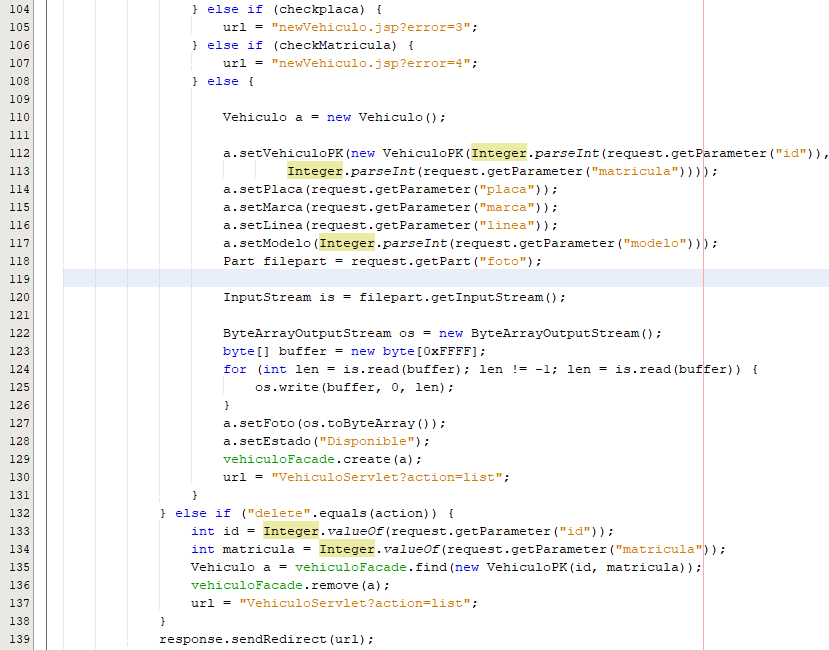 104 } else if (checkplaca) {
105 url = "newVehiculo.jsp?error=3";
106 } else if (checkMatricula) {
107 url = "newVehiculo.jsp?error=4";
108 } else {
109
110 Vehiculo a = new Vehiculo();
111
112 a.setVehiculoPK(new VehiculoPK(Integer.parseInt(request.getParameter("id")),
113 Integer.parseInt(request.getParameter("matricula"))));
114 a.setPlaca(request.getParameter("placa"));
115 a.setMarca(request.getParameter("marca"));
116 a.setLinea(request.getParameter("linea"));
117 a.setModelo(Integer.parseInt(request.getParameter("modelo")));
118 Part filepart = request.getPart("foto");
119
120 InputStream is = filepart.getInputStream();
121
122 ByteArrayOutputStream os = new ByteArrayOutputStream();
123 byte[] buffer = new byte[0xFFFF];
124 for (int len = is.read(buffer); len != -1; len = is.read(buffer)) {
125 os.write(buffer, 0, len);
126 }
127 a.setFoto(os.toByteArray());
128 a.setEstado("Disponible");
129 vehiculoFacade.create(a);
130 url = "VehiculoServlet?action=list";
131 }
132 } else if ("delete".equals(action)) {
133 int id = Integer.valueOf(request.getParameter("id"));
134 int matricula = Integer.valueOf(request.getParameter("matricula"));
135 Vehiculo a = vehiculoFacade.find(new VehiculoPK(id, matricula));
136 vehiculoFacade.remove(a);
137 url = "VehiculoServlet?action=list";
138 }
139 response.sendRedirect(url);